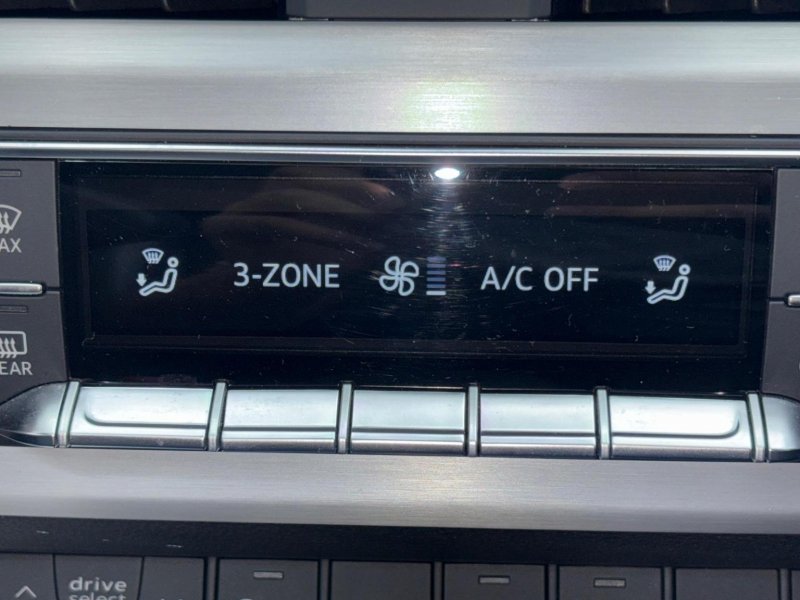 AX
3-ZONE
A/C OFF
EAR
drive
select